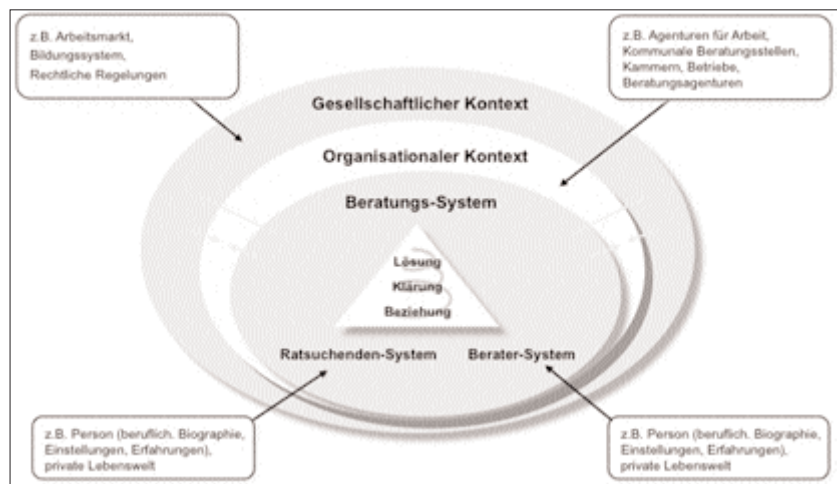 z.B. Arbeitsmarkt,
Bildungssystem,
Rechtliche Regelungen
z.B. Agenturen für Arbeit,
Kommunale Beratungsstellen,
Kammern, Betriebe,
Beratungsagenturen
Gesellschaftlicher Kontext
Organisationaler Kontext
Beratungs-System
Lösung
Klärung
Beziehung
Ratsuchenden-System
Berater-System
z.B. Person (beruflich. Biographie,
Einstellungen, Erfahrungen),
private Lebenswelt
z.B. Person (beruflich. Biographie,
Einstellungen, Erfahrungen),
private Lebenswelt